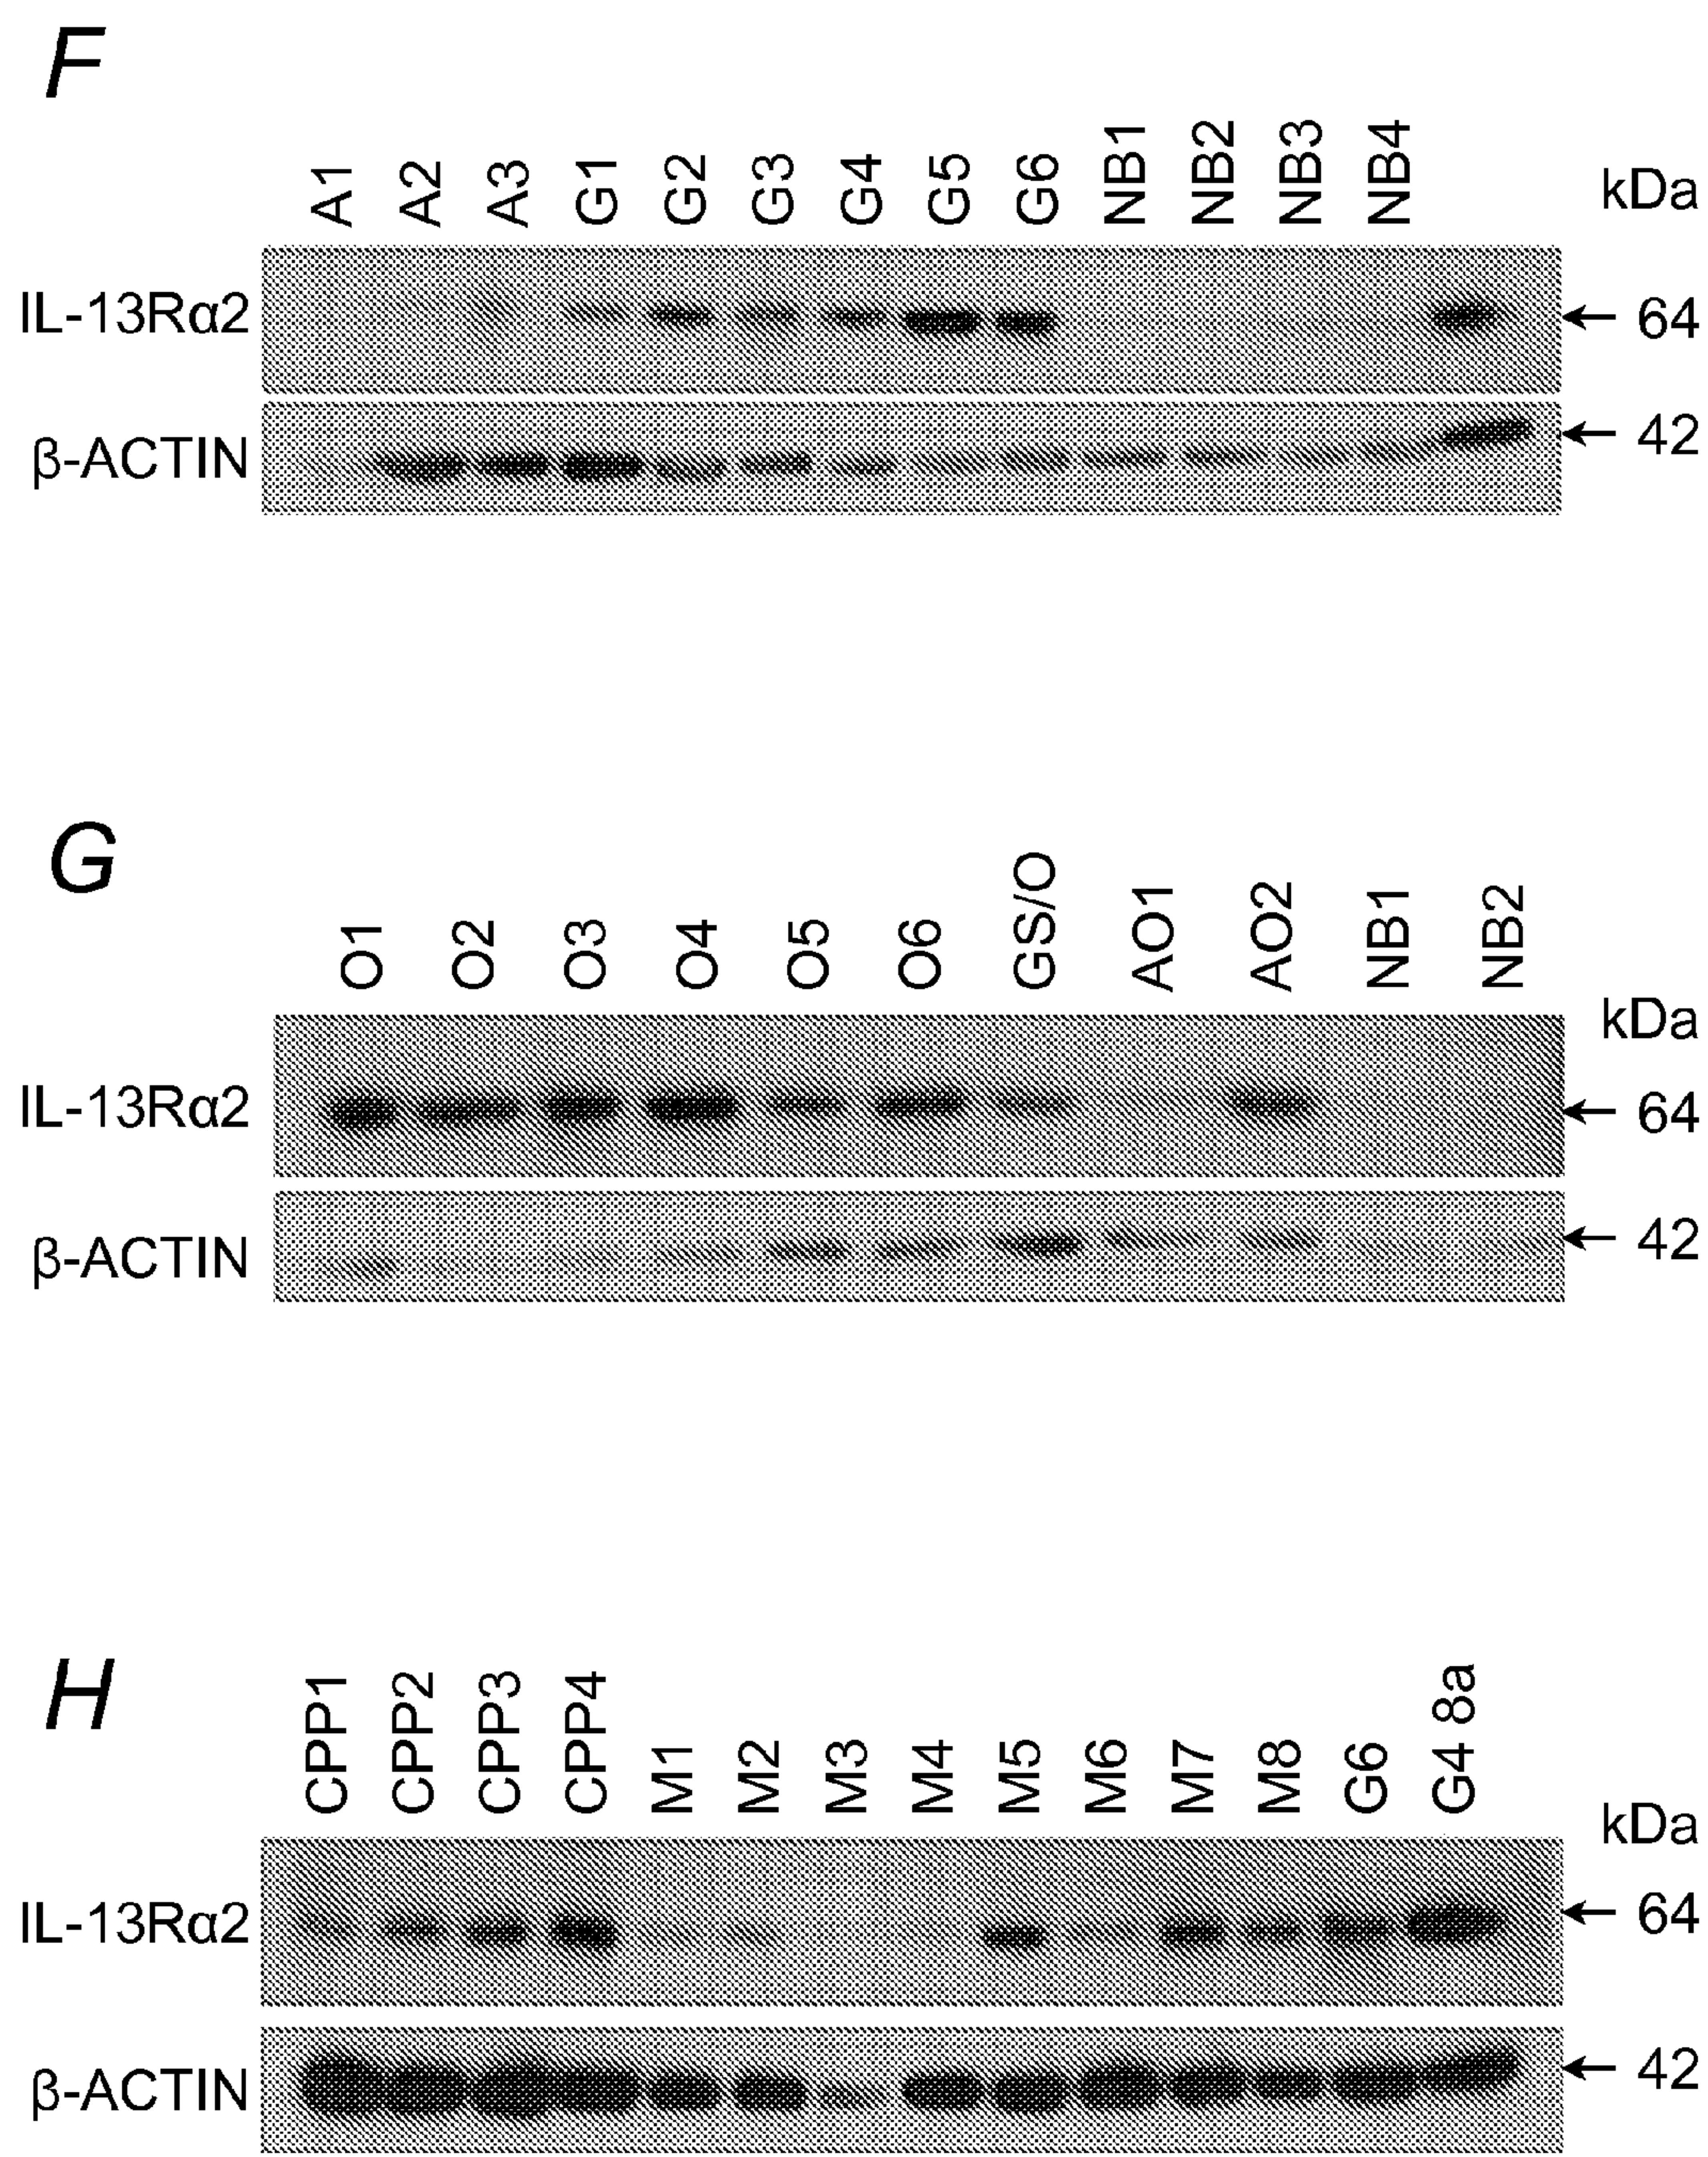 F
A1 A2 A3 G1 G2 G3 G4 G5 G6 NB1 NB2 NB3 NB4 kDa
IL-13Rα2 64
β-ACTIN 42
G
O1 O2 O3 O4 O5 O6 GS/O AO1 AO2 NB1 NB2
kDa
IL-13Rα2 64
β-ACTIN 42
H
CPP1 CPP2 CPP3 CPP4 M1 M2 M3 M4 M5 M6 M7 M8 G6 G4 8a
kDa
IL-13Rα2 64
β-ACTIN 42